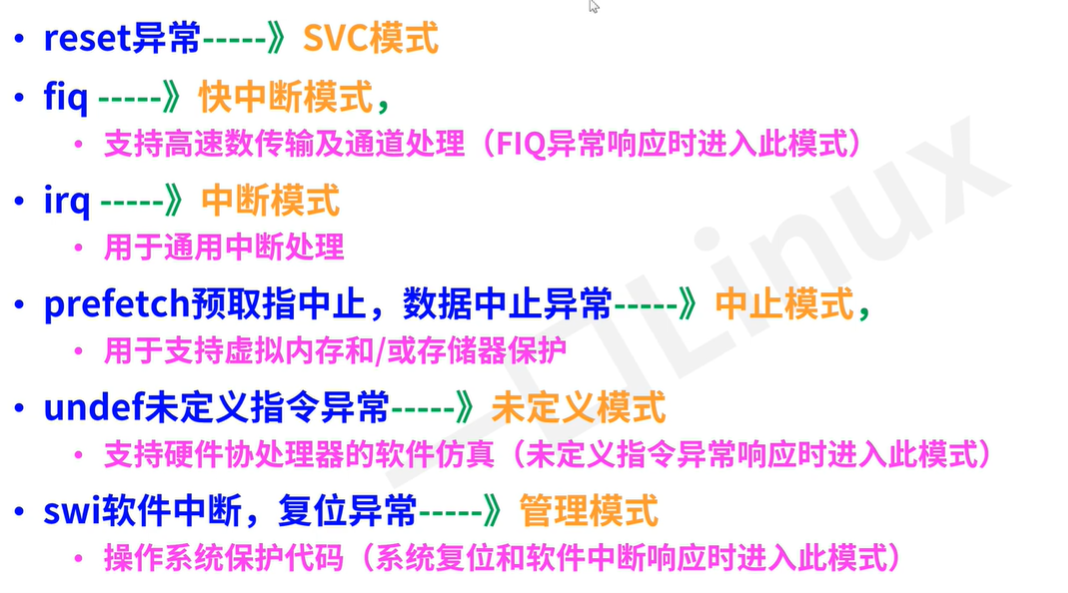 • reset异常-----》SVC模式
• fiq -----》快中断模式，
• 支持高速数传输及通道处理（FIQ异常响应时进入此模式）
• irq -----》中断模式
• 用于通用中断处理
• prefetch预取指中止，数据中止异常-----》中止模式，
• 用于支持虚拟内存和/或存储器保护
• undef未定义指令异常-----》未定义模式
• 支持硬件协处理器的软件仿真（未定义指令异常响应时进入此模式）
• swi软件中断，复位异常-----》管理模式
• 操作系统保护代码（系统复位和软件中断响应时进入此模式）
一口Linux